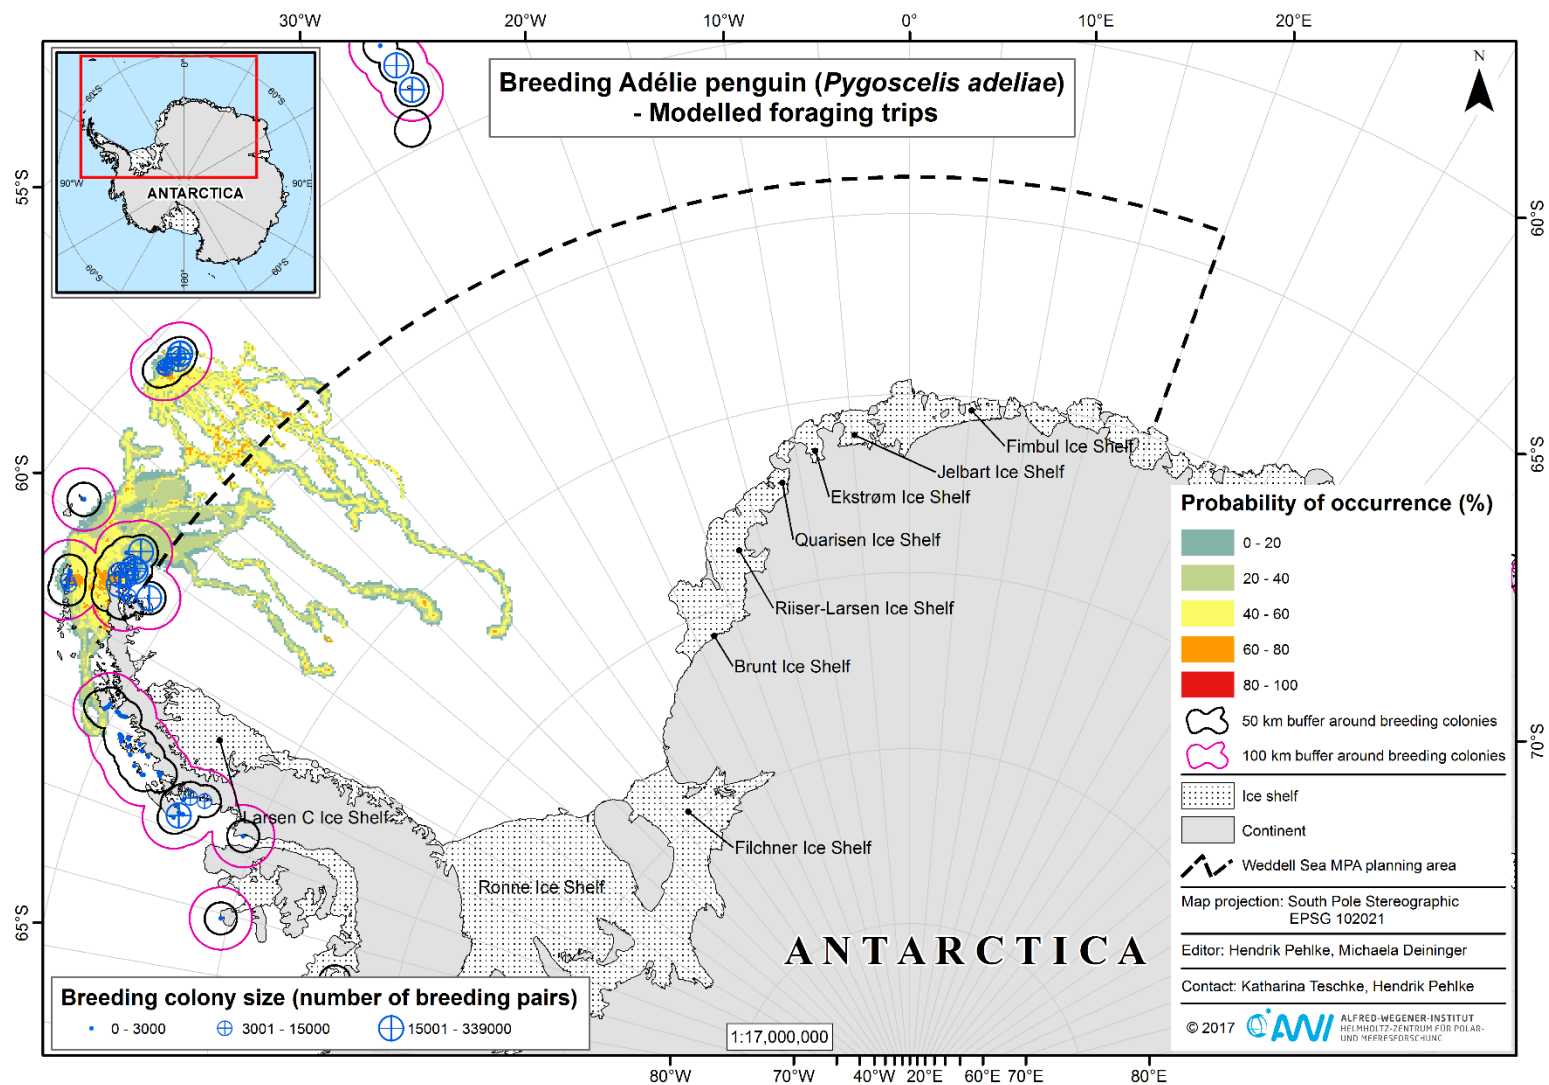 30°W
20°W
10°W
0°
10°E
20°E
N
Breeding Adélie penguin (Pygoscelis adeliae)
- Modelled foraging trips
0°
60°S
60°S
90°W
90°E
ANTARCTICA
60°S
60°S
180°
55°S
60°S
65°S
60°S
65°S
70°S
Fimbul Ice Shelf
Jelbart Ice Shelf
Ekstrøm Ice Shelf
Quarisen Ice Shelf
Riiser-Larsen Ice Shelf
Brunt Ice Shelf
Larsen C Ice Shelf
Filchner Ice Shelf
Ronne Ice Shelf
ANTARCTICA
Probability of occurrence (%)
0 - 20
20 - 40
40 - 60
60 - 80
80 - 100
50 km buffer around breeding colonies
100 km buffer around breeding colonies
Ice shelf
Continent
Weddell Sea MPA planning area
Map projection: South Pole Stereographic
EPSG 102021
Editor: Hendrik Pehlke, Michaela Deininger
Contact: Katharina Teschke, Hendrik Pehlke
© 2017
AWI
ALFRED-WEGENER-INSTITUT
HELMHOLTZ-ZENTRUM FÜR POLAR-
UND MEERESFORSCHUNG
Breeding colony size (number of breeding pairs)
0 - 3000
3001 - 15000
15001 - 339000
1:17,000,000
80°W
70°W
40°W
20°E
60°E
70°E
80°E